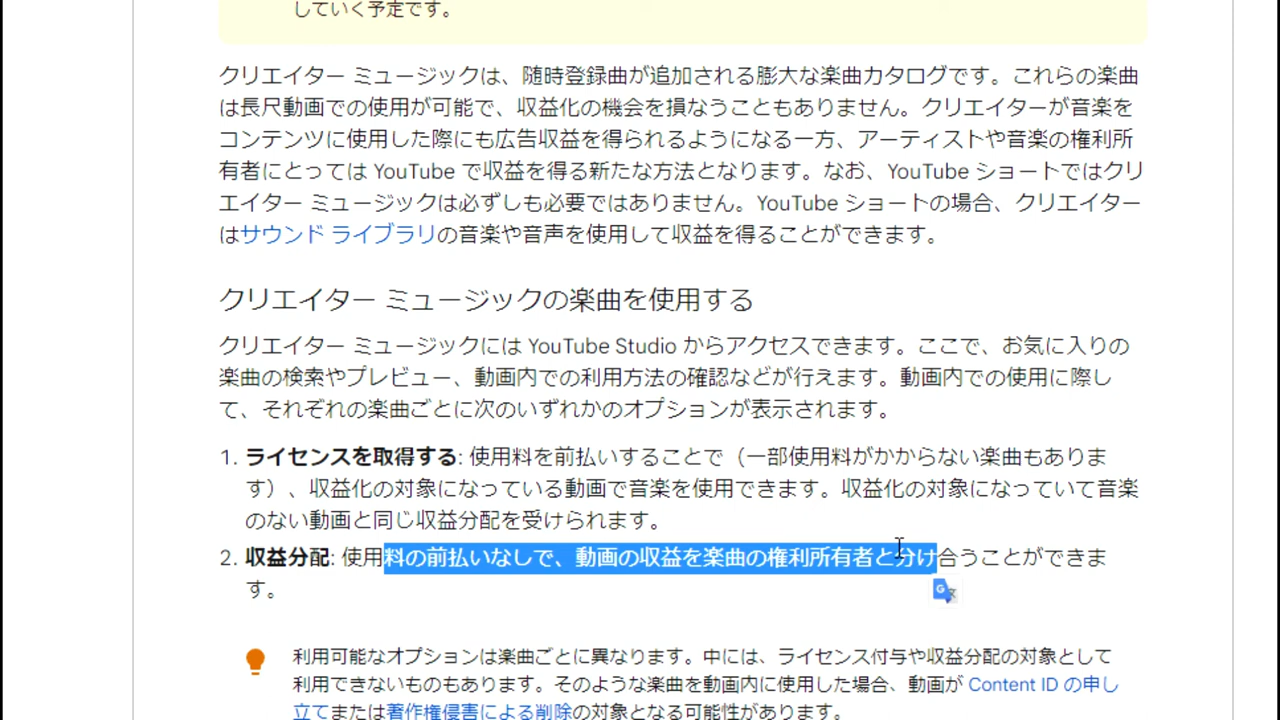 していく予定です。
クリエイター ミュージックは、随時登録曲が追加される膨大な楽曲カタログです。これらの楽曲
は長尺動画での使用が可能で、収益化の機会を損なうこともありません。クリエイターが音楽を
コンテンツに使用した際にも広告収益を得られるようになる一方、アーティストや音楽の権利所
有者にとっては YouTube で収益を得る新たな方法となります。なお、YouTube ショートではクリ
エイター ミュージックは必ずしも必要ではありません。YouTube ショートの場合、クリエイター
はサウンド ライブラリの音楽や音声を使用して収益を得ることができます。
クリエイター ミュージックの楽曲を使用する
クリエイター ミュージックには YouTube Studio からアクセスできます。ここで、お気に入りの
楽曲の検索やプレビュー、動画内での利用方法の確認などが行えます。動画内での使用に際し
て、それぞれの楽曲ごとに次のいずれかのオプションが表示されます。
1. ライセンスを取得する: 使用料を前払いすることで（一部使用料がかからない楽曲もありま
す）、収益化の対象になっている動画で音楽を使用できます。収益化の対象になっていて音楽
のない動画と同じ収益分配を受けられます。
2. 収益分配: 使用料の前払いなしで、動画の収益を楽曲の権利所有者と分け合うことができま
す。
利用可能なオプションは楽曲ごとに異なります。中には、ライセンス付与や収益分配の対象として
利用できないものもあります。そのような楽曲を動画内に使用した場合、動画が Content ID の申し
立てまたは著作権侵害による削除の対象となる可能性があります。